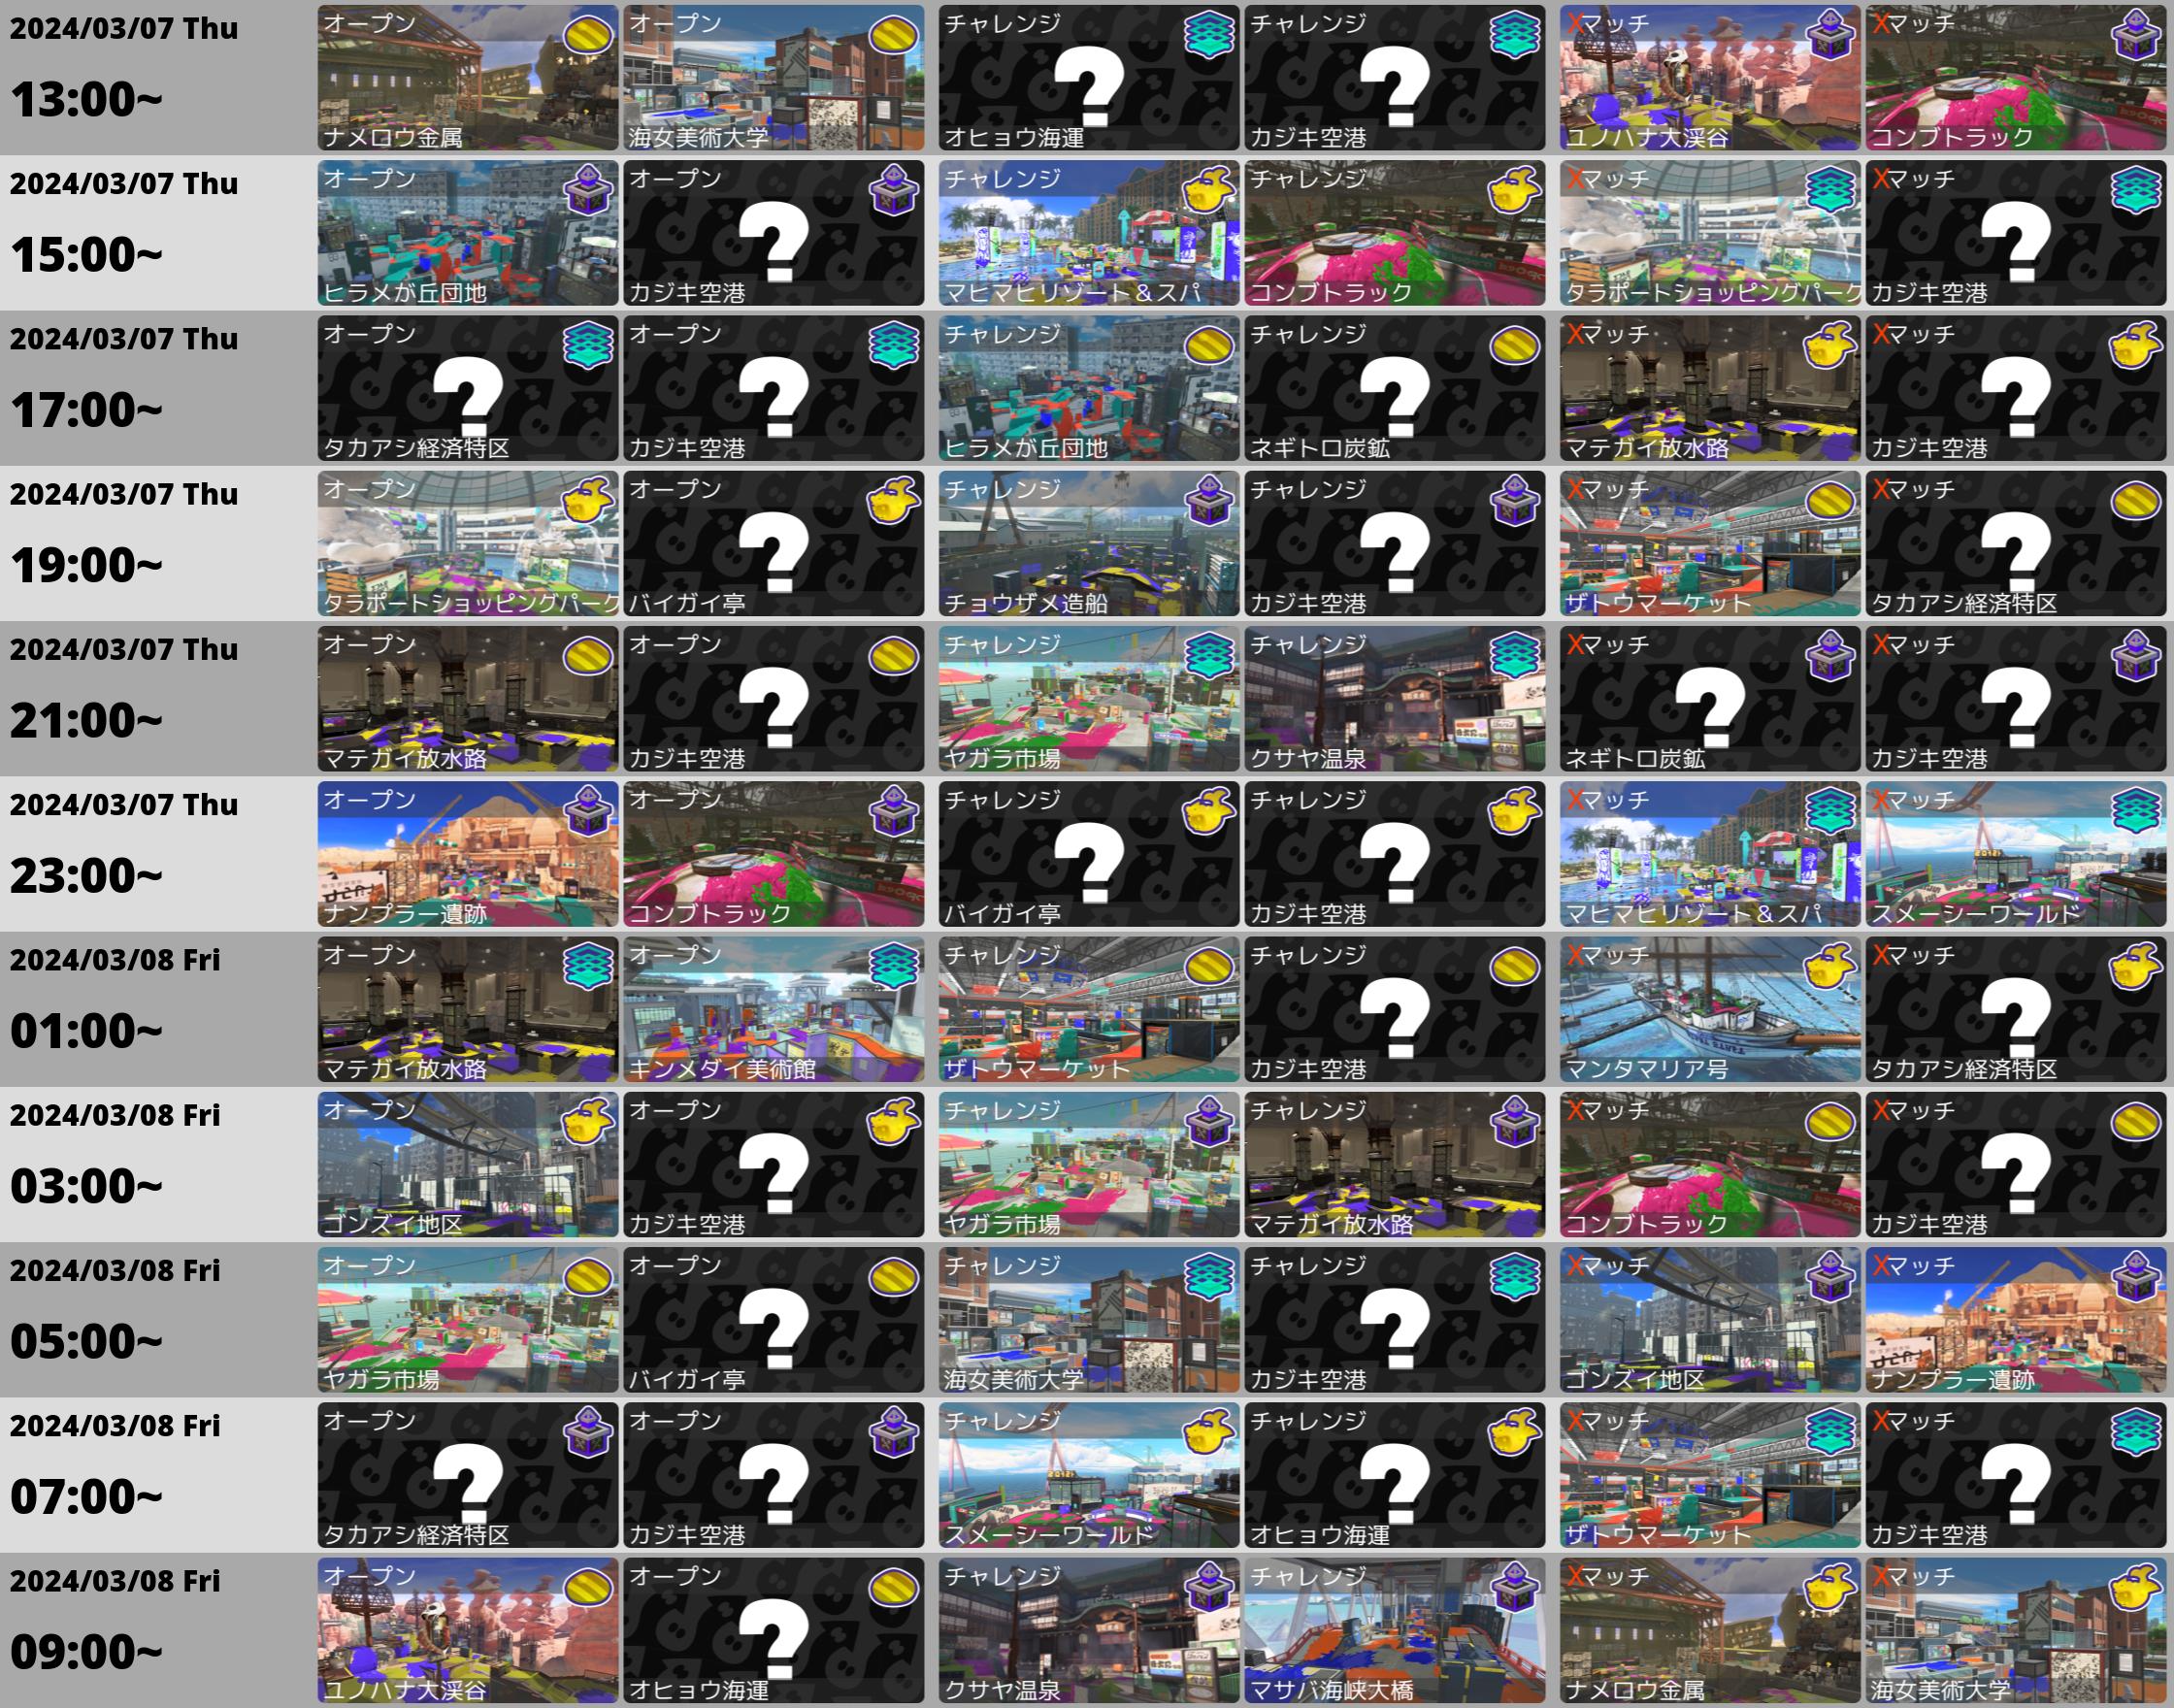 2024/03/07 Thu
13:00~
オープン オープン チャレンジ チャレンジ Xマッチ Xマッチ
ナメロウ金属 海女美術大学 オヒョウ海運 カジキ空港 ユノハナ大渓谷 コンブトラック
2024/03/07 Thu
15:00~
オープン オープン チャレンジ チャレンジ Xマッチ Xマッチ
ヒラメが丘団地 カジキ空港 マヒマヒリゾート＆スパ コンブトラック タラポートショッピングパーク カジキ空港
2024/03/07 Thu
17:00~
オープン オープン チャレンジ チャレンジ Xマッチ Xマッチ
タカアシ経済特区 カジキ空港 ヒラメが丘団地 ネギトロ炭鉱 マテガイ放水路 カジキ空港
2024/03/07 Thu
19:00~
オープン オープン チャレンジ チャレンジ Xマッチ Xマッチ
タラポートショッピングパーク バイガイ亭 チョウザメ造船 カジキ空港 ザトウマーケット タカアシ経済特区
2024/03/07 Thu
21:00~
オープン オープン チャレンジ チャレンジ Xマッチ Xマッチ
マテガイ放水路 カジキ空港 ヤガラ市場 クサヤ温泉 ネギトロ炭鉱 カジキ空港
2024/03/07 Thu
23:00~
オープン オープン チャレンジ チャレンジ Xマッチ Xマッチ
ナンプラー遺跡 コンブトラック バイガイ亭 カジキ空港 マヒマヒリゾート＆スパ スメーシーワールド
2024/03/08 Fri
01:00~
オープン オープン チャレンジ チャレンジ Xマッチ Xマッチ
マテガイ放水路 キンメダイ美術館 ザトウマーケット カジキ空港 マンタマリア号 タカアシ経済特区
2024/03/08 Fri
03:00~
オープン オープン チャレンジ チャレンジ Xマッチ Xマッチ
ゴンズイ地区 カジキ空港 ヤガラ市場 マテガイ放水路 コンブトラック カジキ空港
2024/03/08 Fri
05:00~
オープン オープン チャレンジ チャレンジ Xマッチ Xマッチ
ヤガラ市場 バイガイ亭 海女美術大学 カジキ空港 ゴンズイ地区 ナンプラー遺跡
2024/03/08 Fri
07:00~
オープン オープン チャレンジ チャレンジ Xマッチ Xマッチ
タカアシ経済特区 カジキ空港 スメーシーワールド オヒョウ海運 ザトウマーケット カジキ空港
2024/03/08 Fri
09:00~
オープン オープン チャレンジ チャレンジ Xマッチ Xマッチ
ユノハナ大渓谷 オヒョウ海運 クサヤ温泉 マサバ海峡大橋 ナメロウ金属 海女美術大学